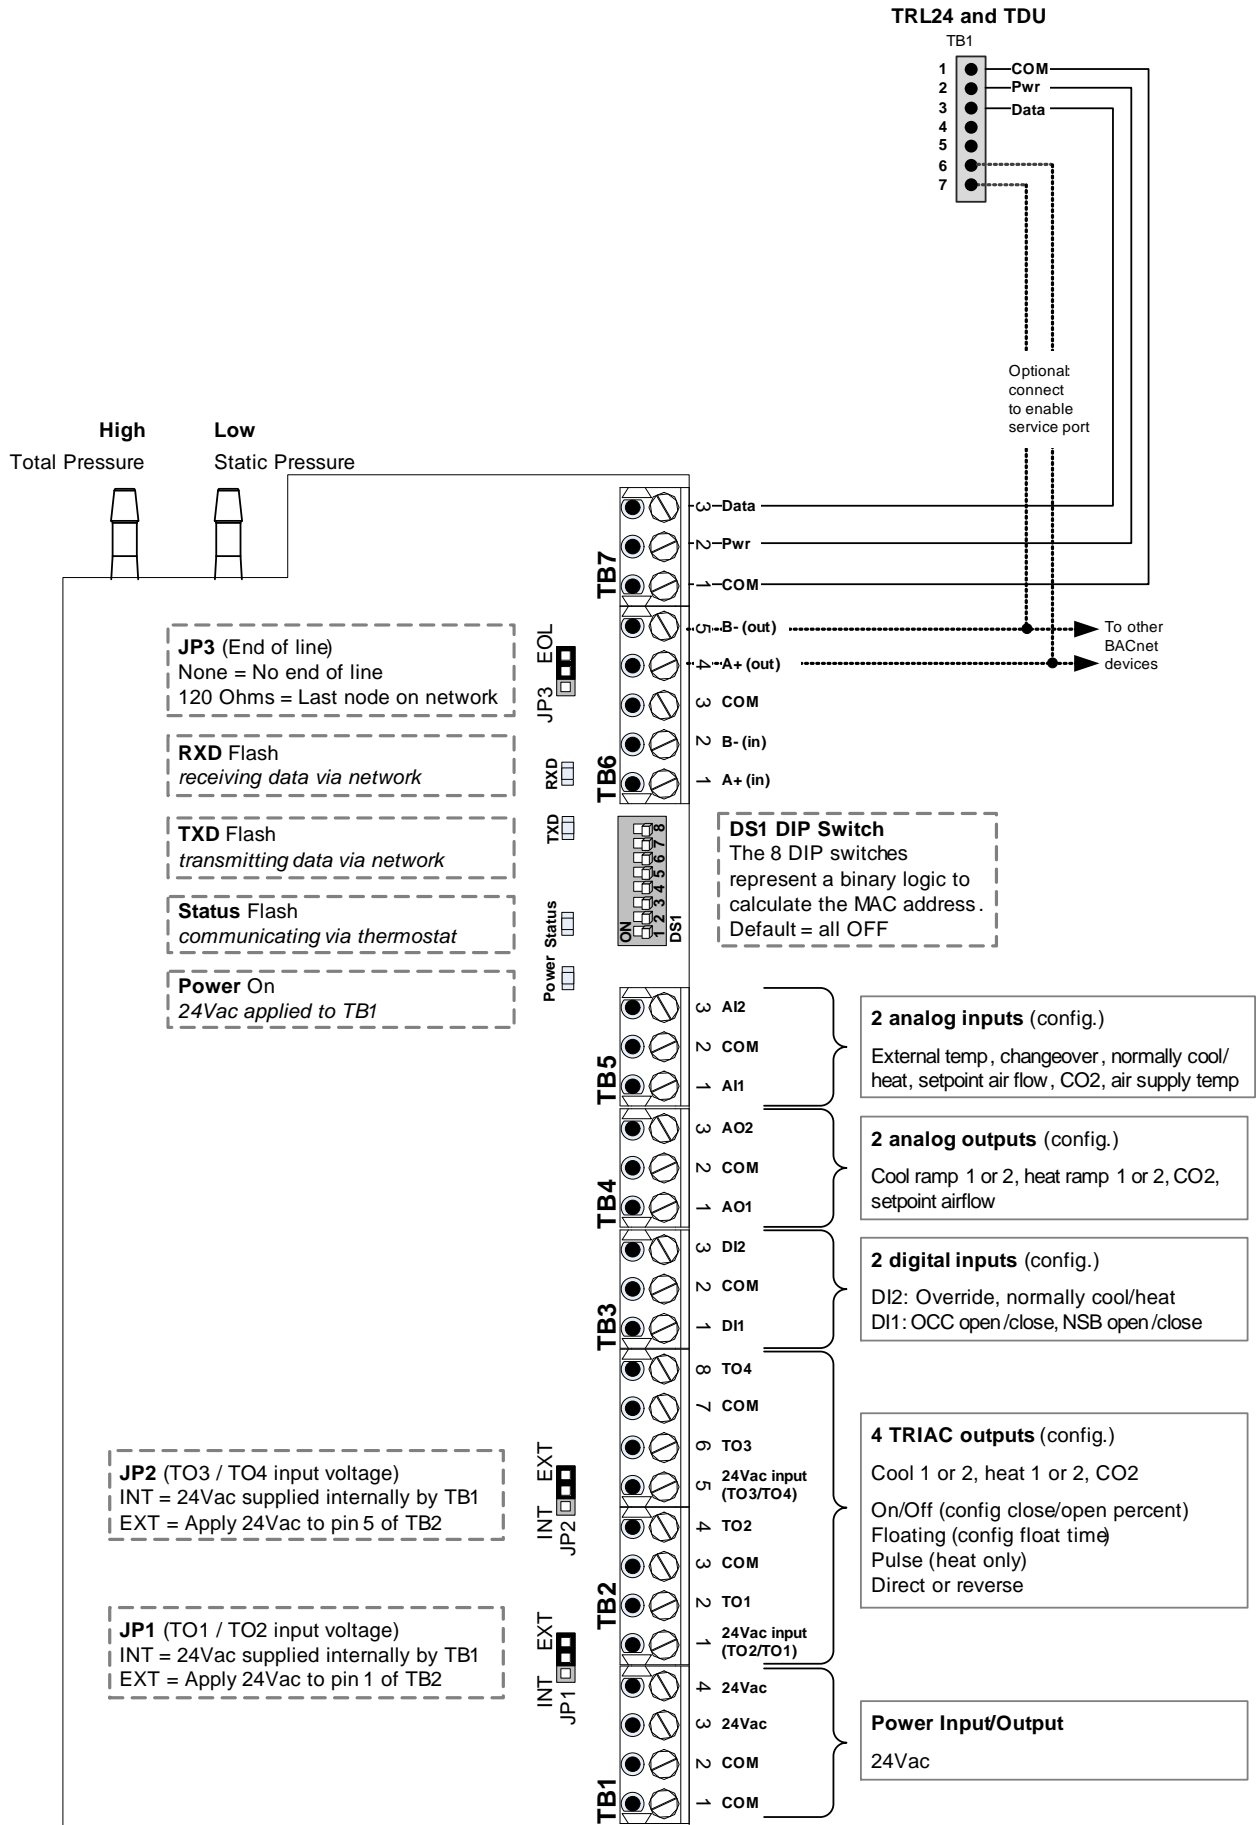 TRL24 and TDU
TB1
1 COM
2 Pwr
3 Data
4
5
6
7
Optional:
connect
to enable
service port
High Low
Total Pressure Static Pressure
TB7
3 Data
2 Pwr
1 COM
TB6
5 B- (out)
4 A+ (out)
3 COM
2 B- (in)
1 A+ (in)
To other
BACnet
devices
JP3 (End of line)
None = No end of line
120 Ohms = Last node on network
JP3 EOL
RXD Flash
receiving data via network
RXD
TXD Flash
transmitting data via network
TXD
Status Flash
communicating via thermostat
Status
Power On
24Vac applied to TB1
Power
ON
1 2 3 4 5 6 7 8
DS1
DS1 DIP Switch
The 8 DIP switches
represent a binary logic to
calculate the MAC address.
Default = all OFF
TB5
3 AI2
2 COM
1 AI1
2 analog inputs (config.)
External temp, changeover, normally cool/
heat, setpoint air flow, CO2, air supply temp
TB4
3 AO2
2 COM
1 AO1
2 analog outputs (config.)
Cool ramp 1 or 2, heat ramp 1 or 2, CO2,
setpoint airflow
TB3
3 DI2
2 COM
1 DI1
2 digital inputs (config.)
DI2: Override, normally cool/heat
DI1: OCC open/close, NSB open/close
TB2
8 TO4
7 COM
6 TO3
5 24Vac input
(TO3/TO4)
4 TO2
3 COM
2 TO1
1 24Vac input
(TO2/TO1)
4 TRIAC outputs (config.)
Cool 1 or 2, heat 1 or 2, CO2
On/Off (config close/open percent)
Floating (config float time)
Pulse (heat only)
Direct or reverse
JP2 (TO3 / TO4 input voltage)
INT = 24Vac supplied internally by TB1
EXT = Apply 24Vac to pin 5 of TB2
INT EXT
JP2
JP1 (TO1 / TO2 input voltage)
INT = 24Vac supplied internally by TB1
EXT = Apply 24Vac to pin 1 of TB2
INT EXT
JP1
TB1
4 24Vac
3 24Vac
2 COM
1 COM
Power Input/Output
24Vac